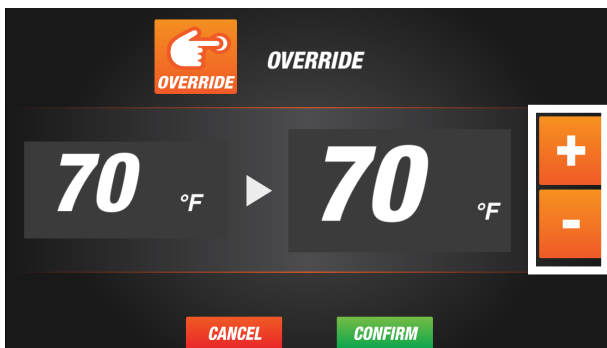 OVERRIDE
OVERRIDE
70 °F
70 °F
+
-
CANCEL
CONFIRM